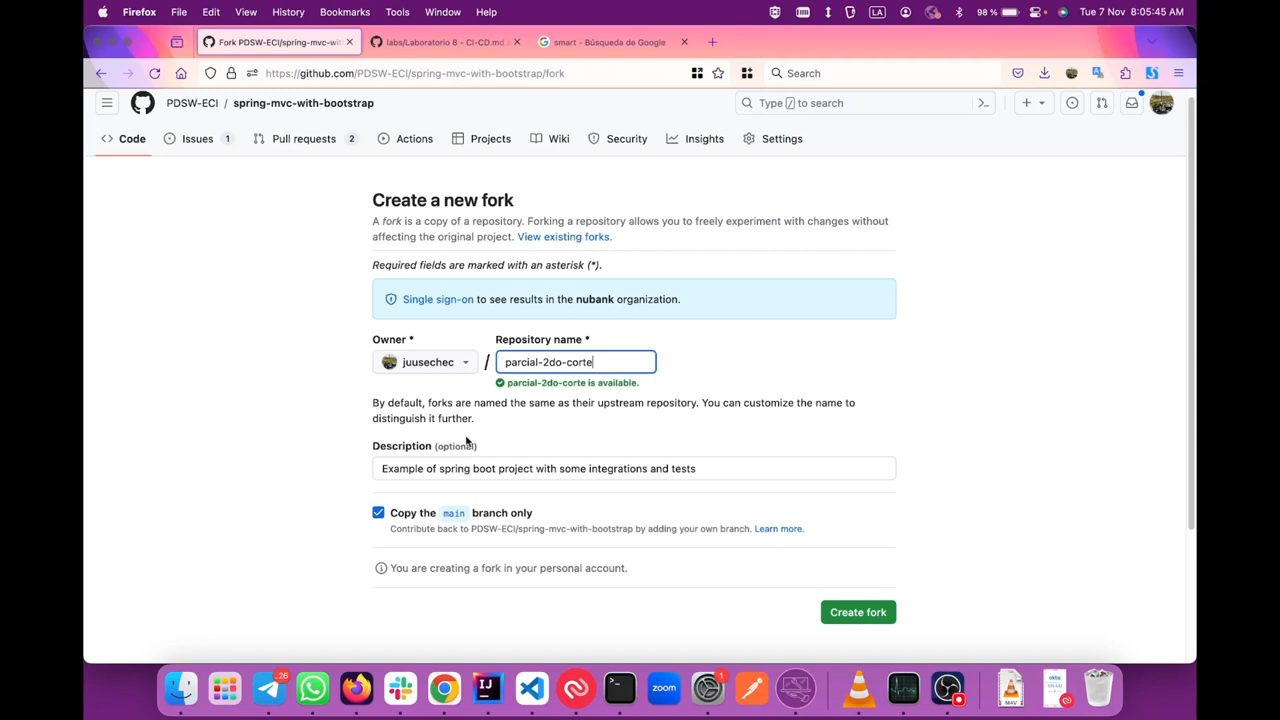 Firefox File Edit View History Bookmarks Tools Window Help LA 98 % Tue 7 Nov 8:05:45 AM
Fork PDSW-ECI/spring-mvc-wit labs/Laboratorio 8 - CI-CD.md smart - Búsqueda de Google
https://github.com/PDSW-ECI/spring-mvc-with-bootstrap/fork Search
PDSW-ECI / spring-mvc-with-bootstrap Type / to search
Code Issues 1 Pull requests 2 Actions Projects Wiki Security Insights Settings
Create a new fork
A fork is a copy of a repository. Forking a repository allows you to freely experiment with changes without
affecting the original project. View existing forks.
Required fields are marked with an asterisk (*).
Single sign-on to see results in the nubank organization.
Owner * Repository name *
juusechec / parcial-2do-corte
parcial-2do-corte is available.
By default, forks are named the same as their upstream repository. You can customize the name to
distinguish it further.
Description (optional)
Example of spring boot project with some integrations and tests
Copy the main branch only
Contribute back to PDSW-ECI/spring-mvc-with-bootstrap by adding your own branch. Learn more.
You are creating a fork in your personal account.
Create fork
26 IJ zoom 1 M4V okta